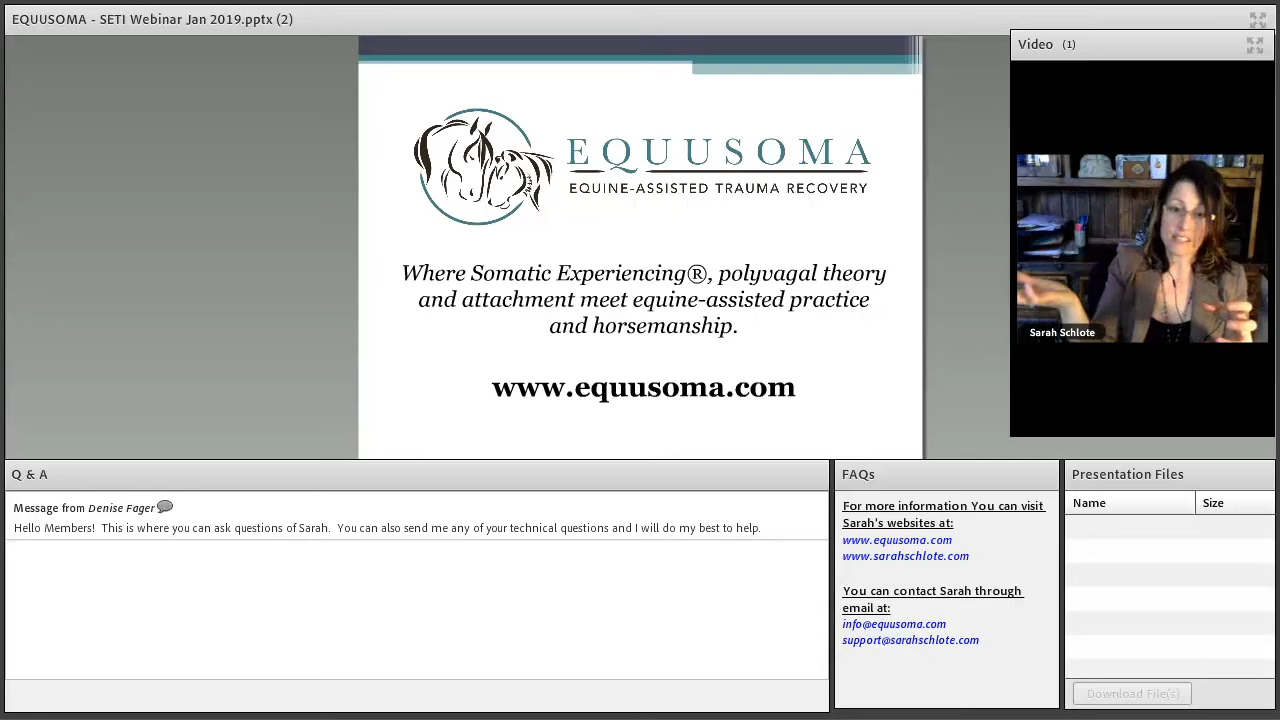 EQUUSOMA - SETI Webinar Jan 2019.pptx (2)
Video (1)
EQUUSOMA
EQUINE-ASSISTED TRAUMA RECOVERY
Where Somatic Experiencing®, polyvagal theory
and attachment meet equine-assisted practice
and horsemanship.
www.equusoma.com
Sarah Schlote
Q & A
Message from Denise Fager
Hello Members! This is where you can ask questions of Sarah. You can also send me any of your technical questions and I will do my best to help.
FAQs
For more information You can visit
Sarah's websites at:
www.equusoma.com
www.sarahschlote.com
You can contact Sarah through
email at:
info@equusoma.com
support@sarahschlote.com
Presentation Files
Name Size
Download File(s)